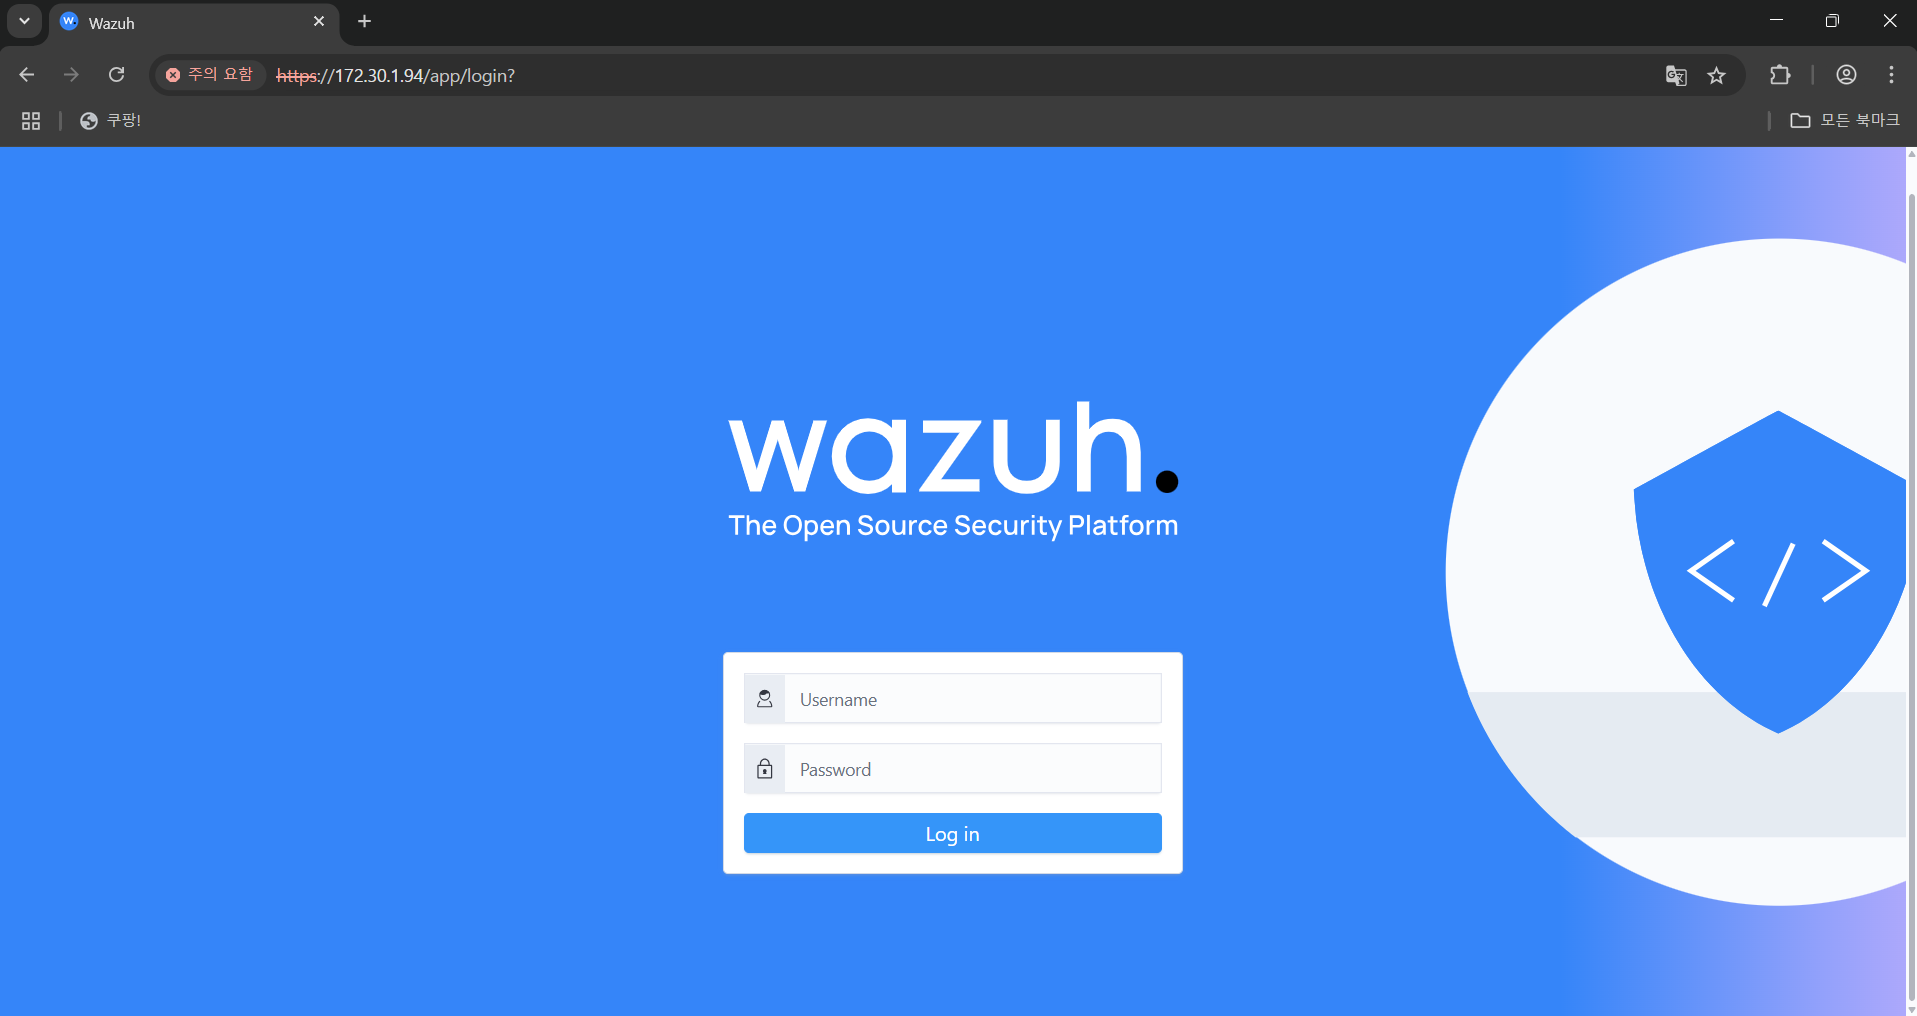 Wazuh
주의 요함 https://172.30.1.94/app/login?
쿠팡!
모든 북마크
wazuh.
The Open Source Security Platform
</>
Username
Password
Log in